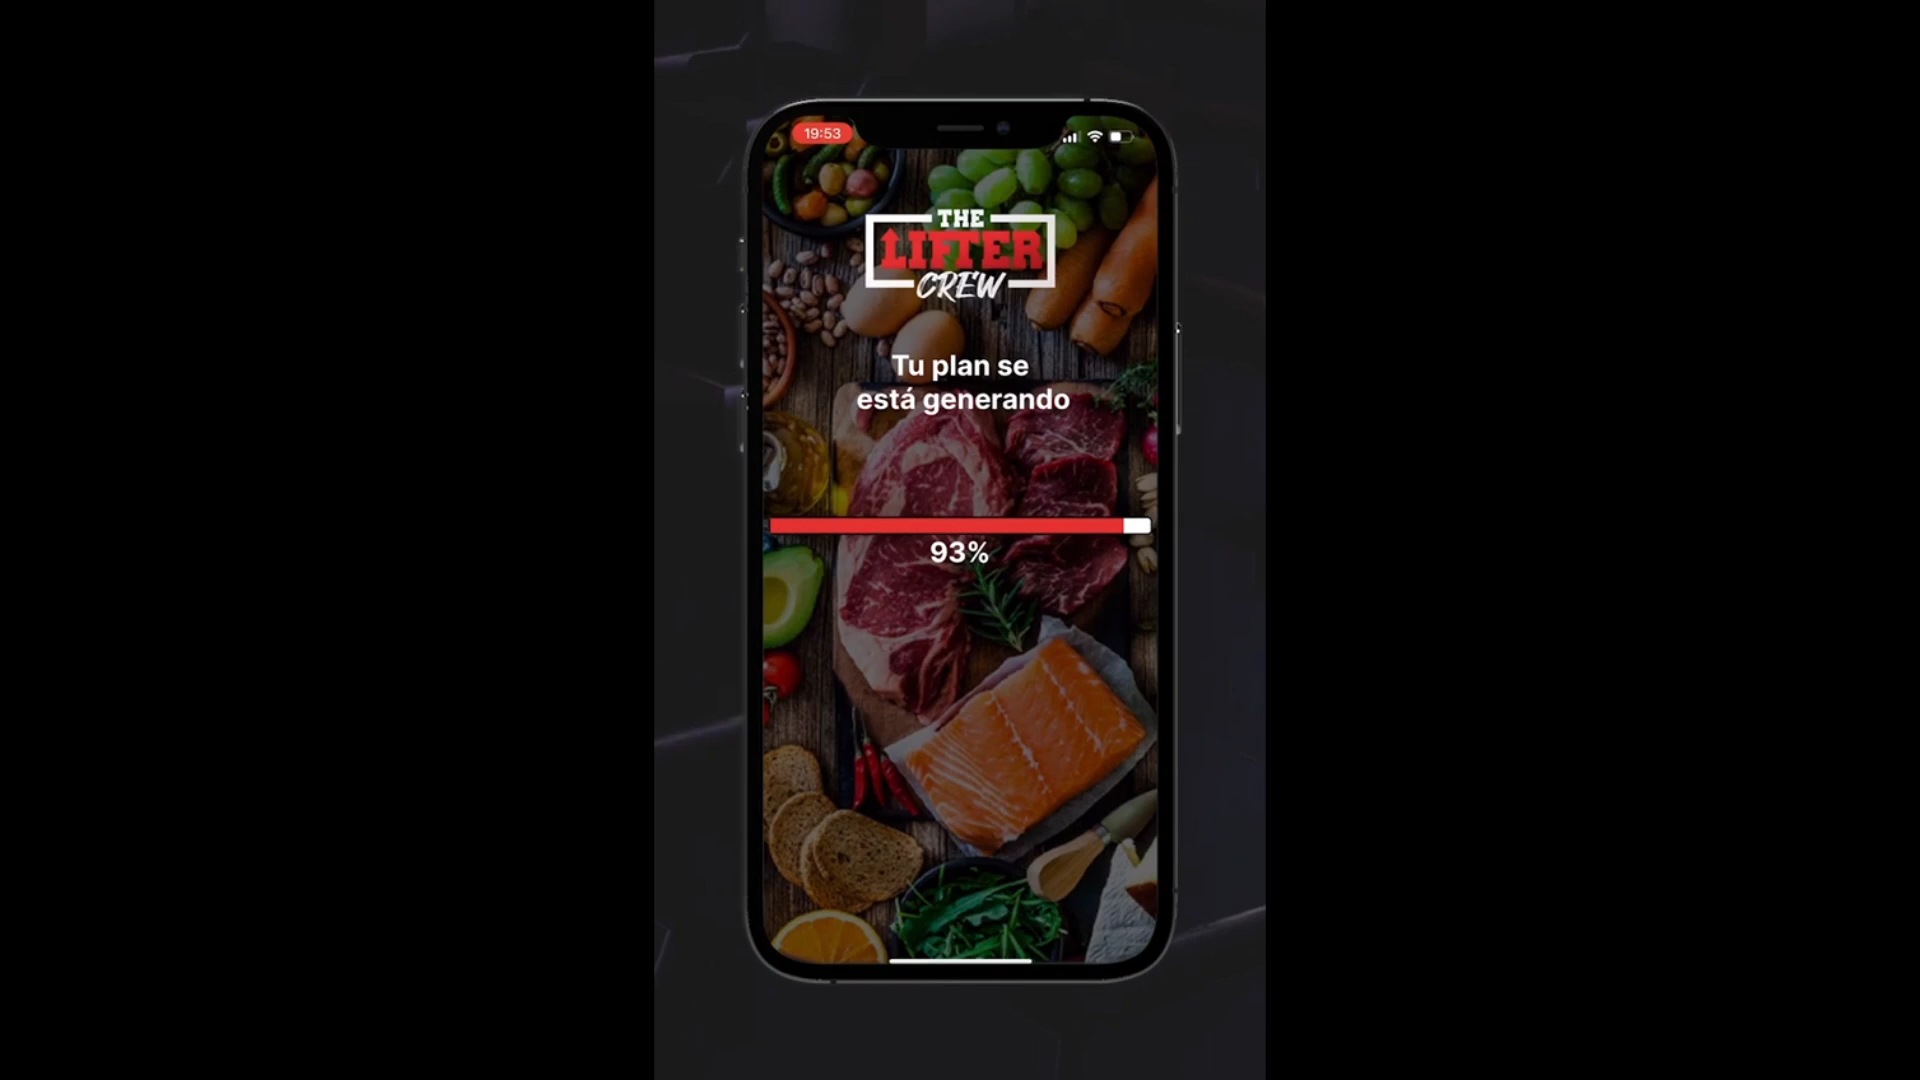 19:53
THE
LIFTER
CREW
Tu plan se
está generando
93%